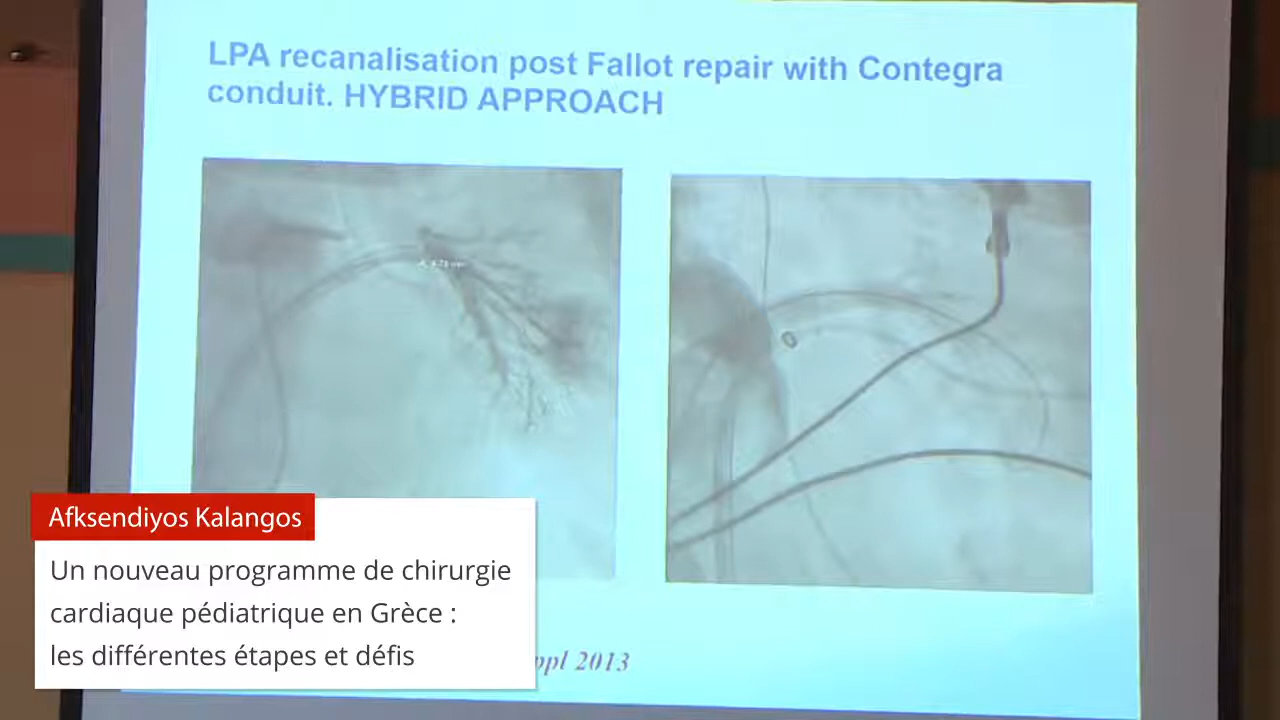 LPA recanalisation post Fallot repair with Contegra
conduit. HYBRID APPROACH
Afksendiyos Kalangos
Un nouveau programme de chirurgie
cardiaque pédiatrique en Grèce :
les différentes étapes et défis
2013